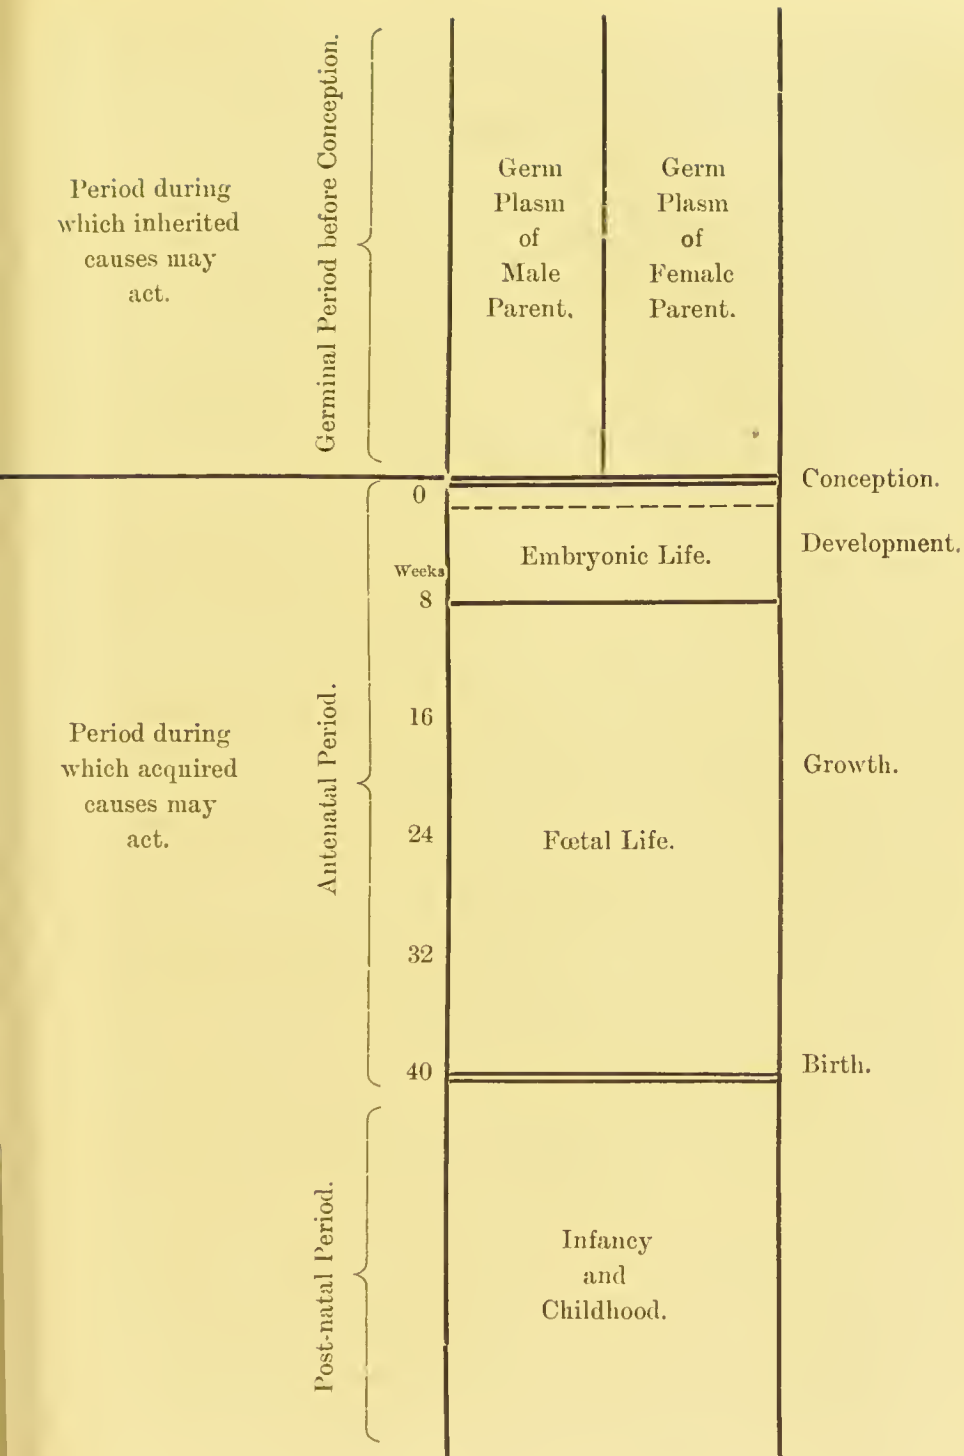 Period during
which inherited
causes may
act.
Germinal Period before Conception.
Germ
Plasm
of
Male
Parent.
Germ
Plasm
of
Female
Parent.
Conception.
0
Development.
Embryonic Life.
Weeks
8
Period during
which acquired
causes may
act.
Antenatal Period.
16
Growth.
24
Fœtal Life.
32
40
Birth.
Post-natal Period.
Infancy
and
Childhood.